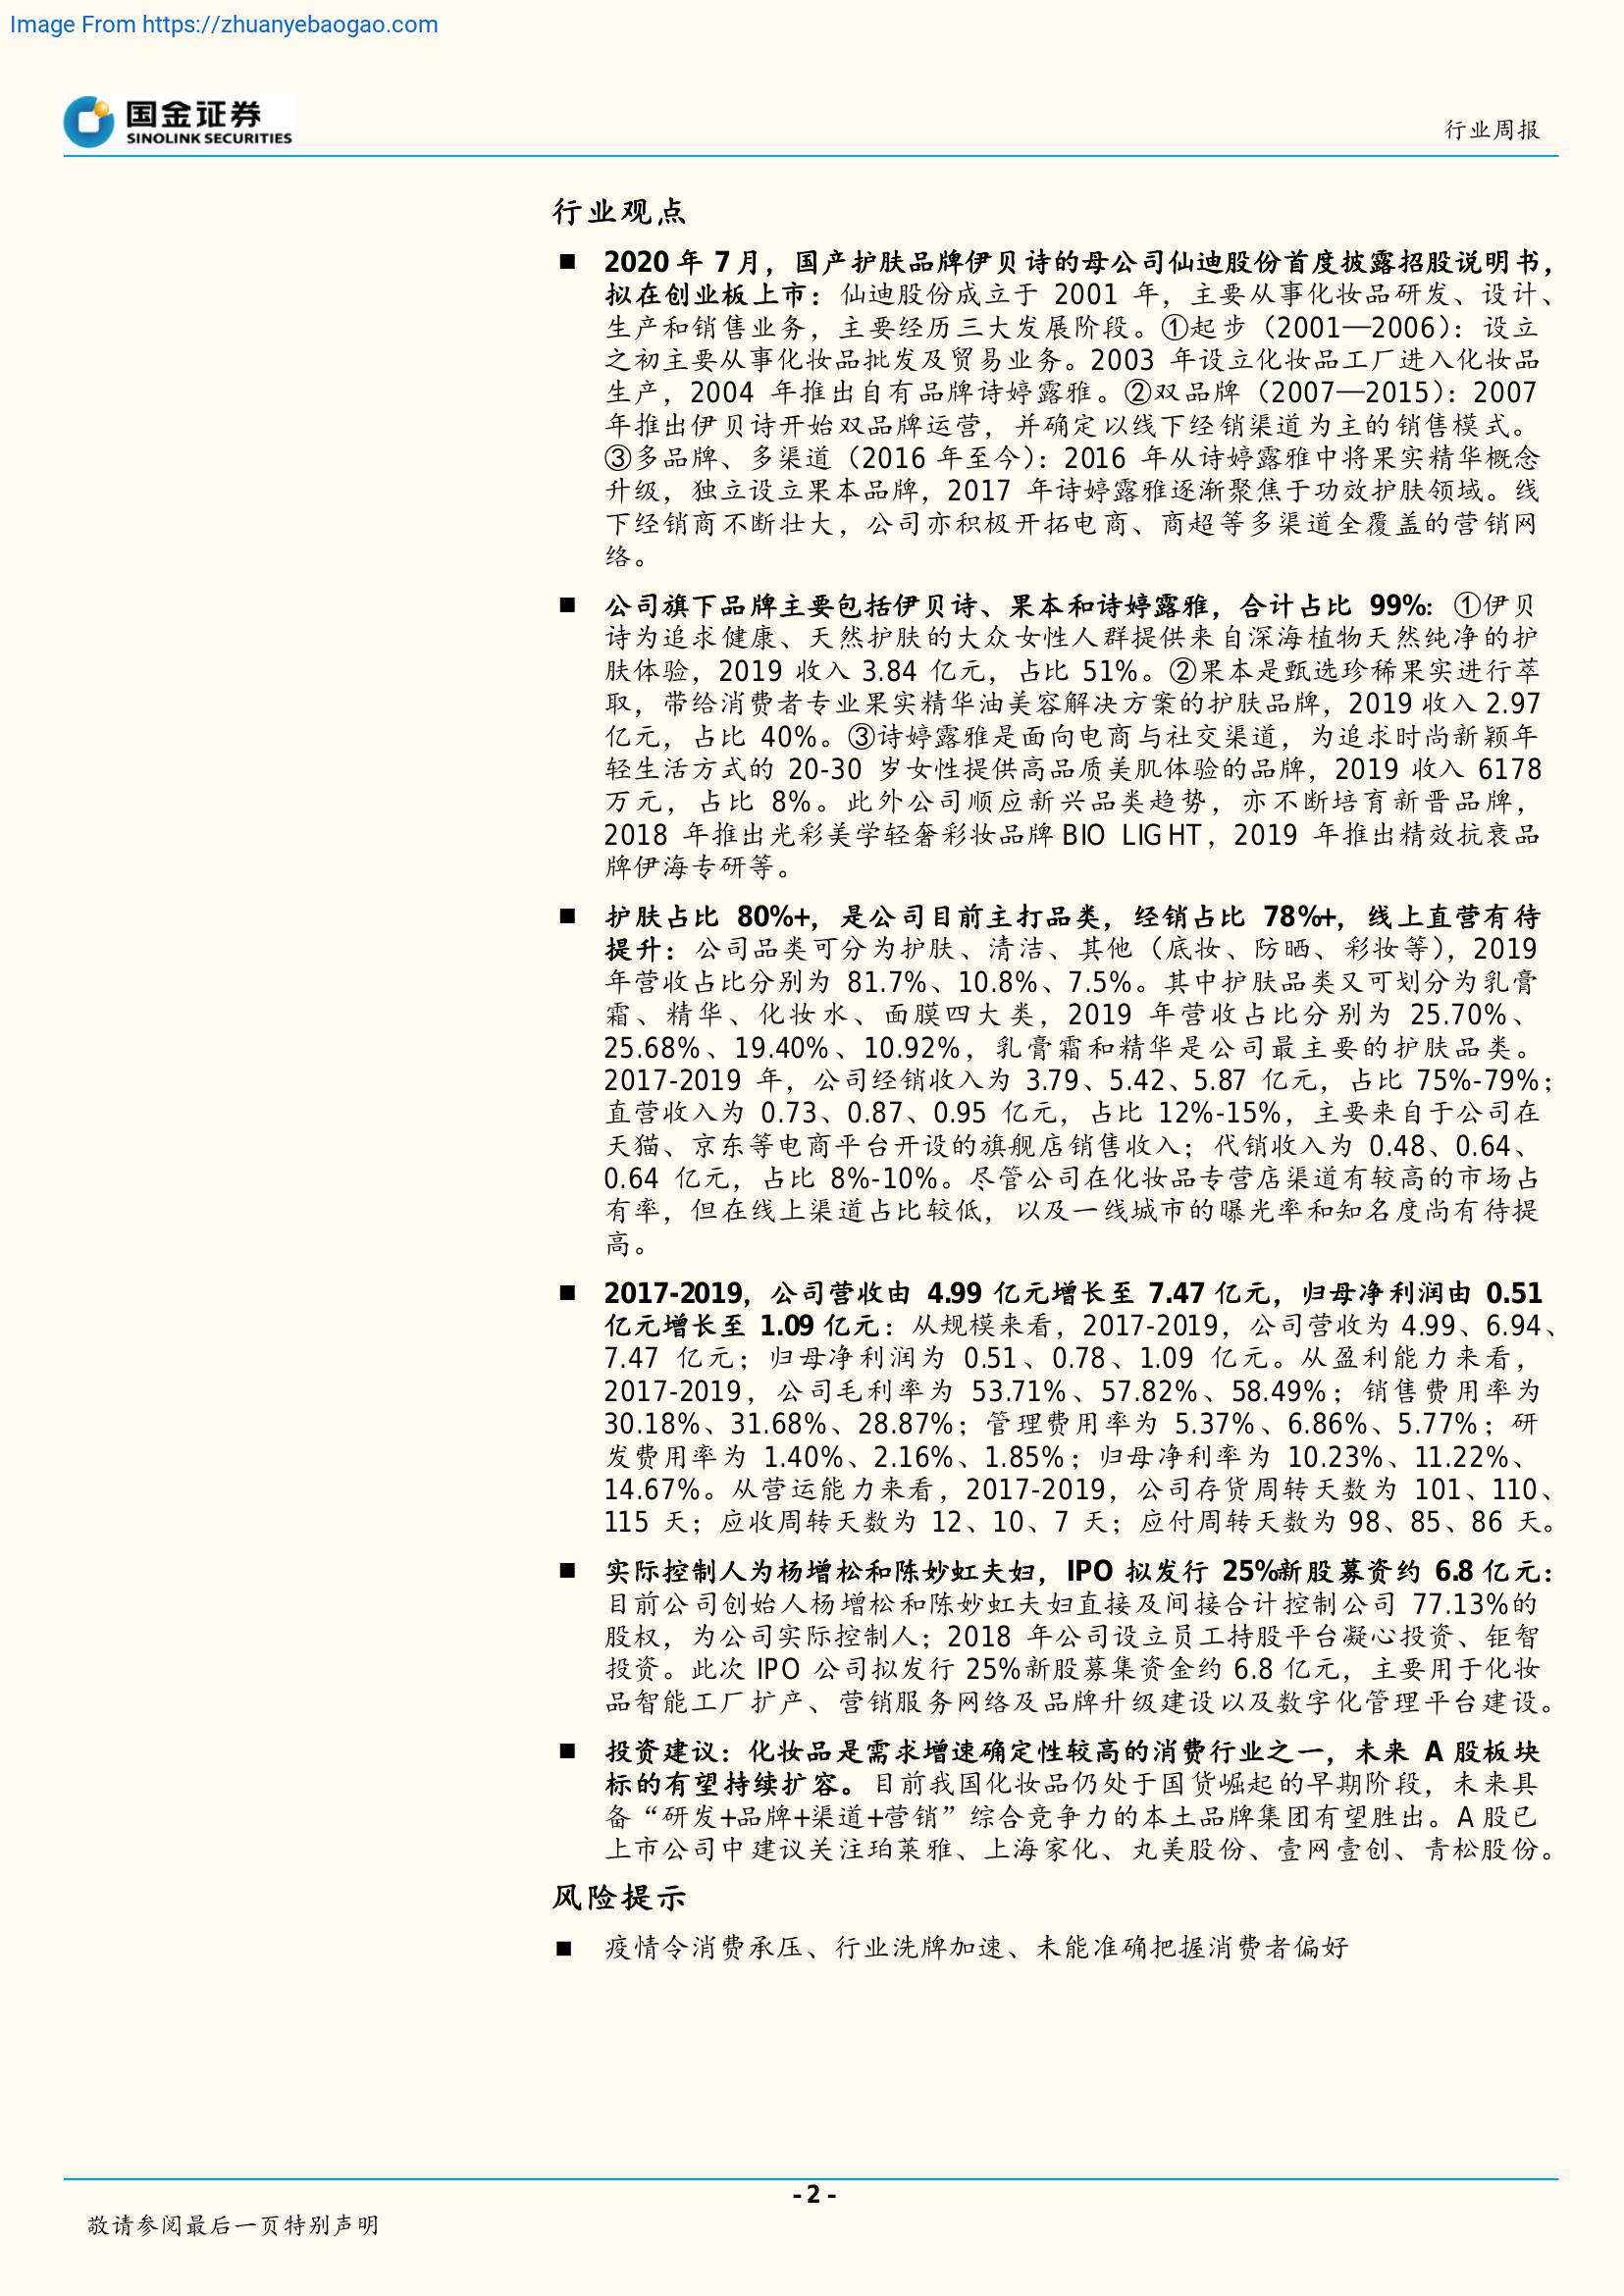 Image From https://zhuanyebaogao.com
国金证券
SINOLINK SECURITIES
行业周报
行业观点
■ 2020 年 7 月，国产护肤品牌伊贝诗的母公司仙迪股份首度披露招股说明书，
拟在创业板上市：仙迪股份成立于 2001 年，主要从事化妆品研发、设计、
生产和销售业务，主要经历三大发展阶段。①起步（2001—2006）：设立
之初主要从事化妆品批发及贸易业务。2003 年设立化妆品工厂进入化妆品
生产，2004 年推出自有品牌诗婷露雅。②双品牌（2007—2015）：2007
年推出伊贝诗开始双品牌运营，并确定以线下经销渠道为主的销售模式。
③多品牌、多渠道（2016 年至今）：2016 年从诗婷露雅中将果实精华概念
升级，独立设立果本品牌，2017 年诗婷露雅逐渐聚焦于功效护肤领域。线
下经销商不断壮大，公司亦积极开拓电商、商超等多渠道全覆盖的营销网
络。
■ 公司旗下品牌主要包括伊贝诗、果本和诗婷露雅，合计占比 99%：①伊贝
诗为追求健康、天然护肤的大众女性人群提供来自深海植物天然纯净的护
肤体验，2019 收入 3.84 亿元，占比 51%。②果本是甄选珍稀果实进行萃
取，带给消费者专业果实精华油美容解决方案的护肤品牌，2019 收入 2.97
亿元，占比 40%。③诗婷露雅是面向电商与社交渠道，为追求时尚新颖年
轻生活方式的 20-30 岁女性提供高品质美肌体验的品牌，2019 收入 6178
万元，占比 8%。此外公司顺应新兴品类趋势，亦不断培育新晋品牌，
2018 年推出光彩美学轻奢彩妆品牌 BIO LIGHT，2019 年推出精效抗衰品
牌伊海专研等。
■ 护肤占比 80%+，是公司目前主打品类，经销占比 78%+，线上直营有待
提升：公司品类可分为护肤、清洁、其他（底妆、防晒、彩妆等），2019
年营收占比分别为 81.7%、10.8%、7.5%。其中护肤品类又可划分为乳膏
霜、精华、化妆水、面膜四大类，2019 年营收占比分别为 25.70%、
25.68%、19.40%、10.92%，乳膏霜和精华是公司最主要的护肤品类。
2017-2019 年，公司经销收入为 3.79、5.42、5.87 亿元，占比 75%-79%；
直营收入为 0.73、0.87、0.95 亿元，占比 12%-15%，主要来自于公司在
天猫、京东等电商平台开设的旗舰店销售收入；代销收入为 0.48、0.64、
0.64 亿元，占比 8%-10%。尽管公司在化妆品专营店渠道有较高的市场占
有率，但在线上渠道占比较低，以及一线城市的曝光率和知名度尚有待提
高。
■ 2017-2019，公司营收由 4.99 亿元增长至 7.47 亿元，归母净利润由 0.51
亿元增长至 1.09 亿元：从规模来看，2017-2019，公司营收为 4.99、6.94、
7.47 亿元；归母净利润为 0.51、0.78、1.09 亿元。从盈利能力来看，
2017-2019，公司毛利率为 53.71%、57.82%、58.49%；销售费用率为
30.18%、31.68%、28.87%；管理费用率为 5.37%、6.86%、5.77%；研
发费用率为 1.40%、2.16%、1.85%；归母净利率为 10.23%、11.22%、
14.67%。从营运能力来看，2017-2019，公司存货周转天数为 101、110、
115 天；应收周转天数为 12、10、7 天；应付周转天数为 98、85、86 天。
■ 实际控制人为杨增松和陈妙虹夫妇，IPO 拟发行 25%新股募资约 6.8 亿元：
目前公司创始人杨增松和陈妙虹夫妇直接及间接合计控制公司 77.13%的
股权，为公司实际控制人；2018 年公司设立员工持股平台凝心投资、钜智
投资。此次 IPO 公司拟发行 25%新股募集资金约 6.8 亿元，主要用于化妆
品智能工厂扩产、营销服务网络及品牌升级建设以及数字化管理平台建设。
■ 投资建议：化妆品是需求增速确定性较高的消费行业之一，未来 A 股板块
标的有望持续扩容。目前我国化妆品仍处于国货崛起的早期阶段，未来具
备“研发+品牌+渠道+营销”综合竞争力的本土品牌集团有望胜出。A 股已
上市公司中建议关注珀莱雅、上海家化、丸美股份、壹网壹创、青松股份。
风险提示
■ 疫情令消费承压、行业洗牌加速、未能准确把握消费者偏好
- 2 -
敬请参阅最后一页特别声明